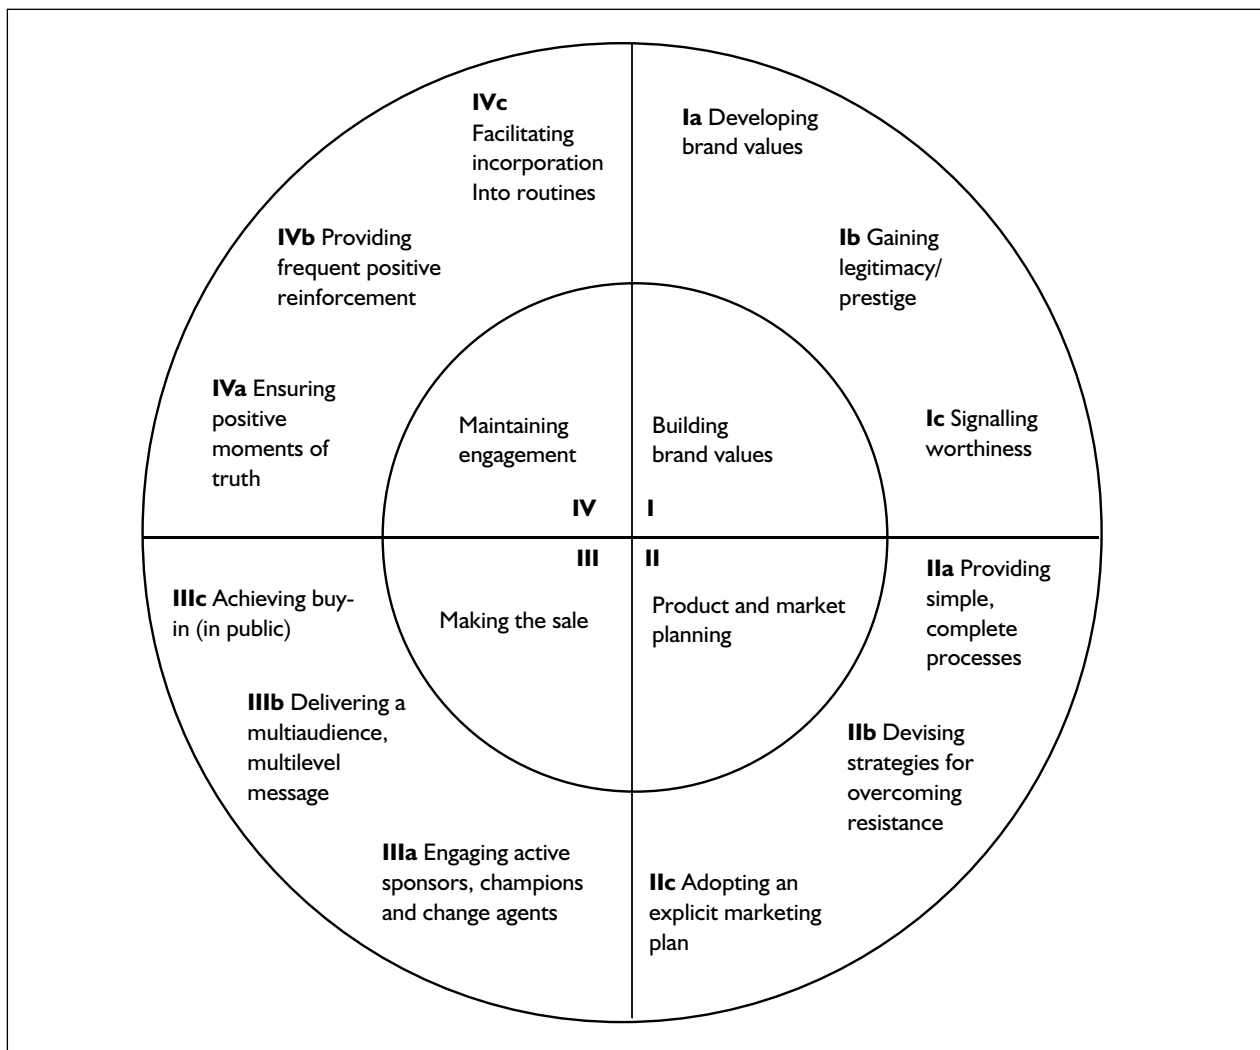 IVc
Facilitating
incorporation
Into routines
Ia Developing
brand values
IVb Providing
frequent positive
reinforcement
Ib Gaining
legitimacy/
prestige
IVa Ensuring
positive
moments of
truth
Maintaining
engagement
IV
Building
brand values
I
Ic Signalling
worthiness
IIIc Achieving buy-
in (in public)
III
Making the sale
II
Product and market
planning
IIa Providing
simple,
complete
processes
IIIb Delivering a
multiaudience,
multilevel
message
IIb Devising
strategies for
overcoming
resistance
IIIa Engaging active
sponsors, champions
and change agents
IIc Adopting an
explicit marketing
plan